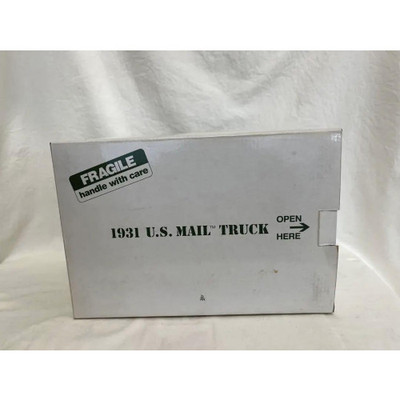 FRAGILE
handle with care
1931 U.S. MAIL™ TRUCK
OPEN
HERE